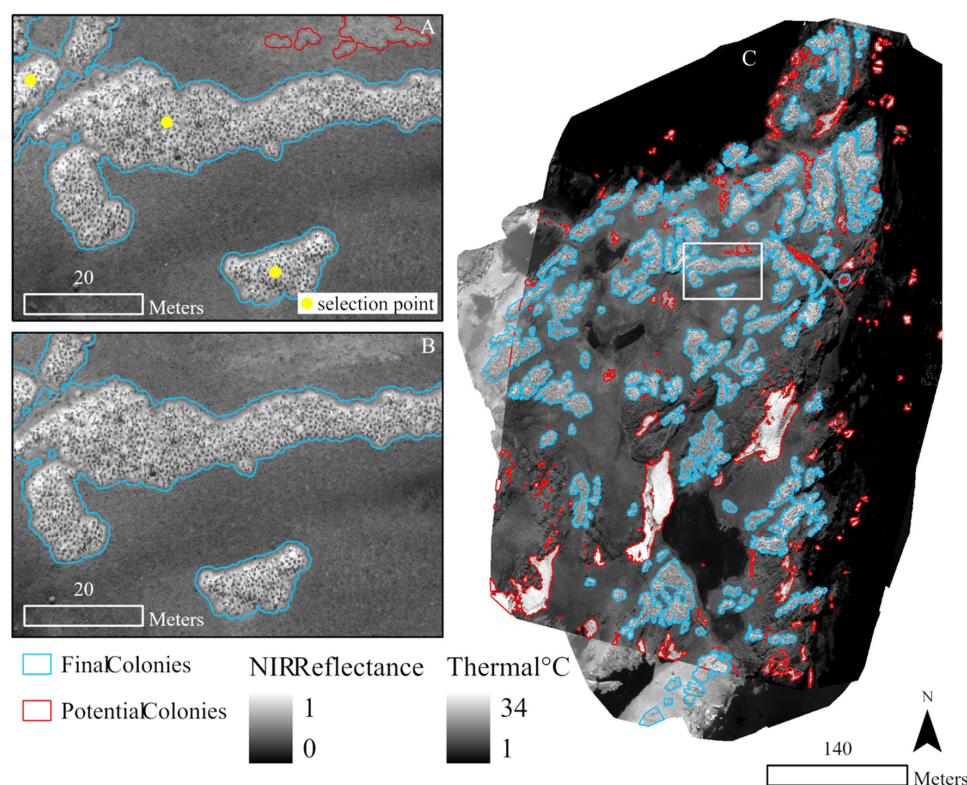 A
20
Meters
selection point
B
20
Meters
FinalColonies
PotentialColonies
NIRReflectance
1
0
Thermal°C
34
1
C
N
140
Meters